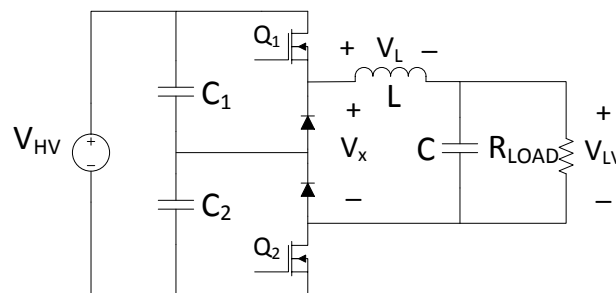 Q1
+ VL −
L
C1
+
VHV
+
−
Vx
C
RLOAD
+
VLV
C2
−
−
Q2